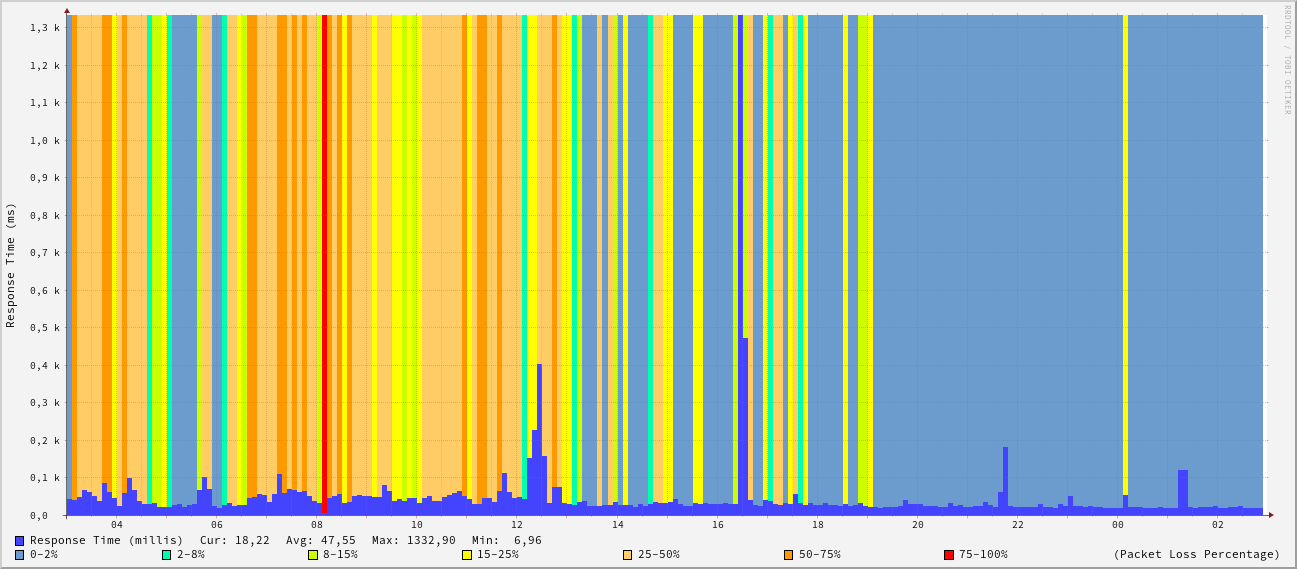 RRDTOOL / TOBI OETIKER
Response Time (ms)
1,3 k
1,2 k
1,1 k
1,0 k
0,9 k
0,8 k
0,7 k
0,6 k
0,5 k
0,4 k
0,3 k
0,2 k
0,1 k
0,0
04 06 08 10 12 14 16 18 20 22 00 02
Response Time (millis) Cur: 18,22 Avg: 47,55 Max: 1332,90 Min: 6,96
0-2% 2-8% 8-15% 15-25% 25-50% 50-75% 75-100% (Packet Loss Percentage)